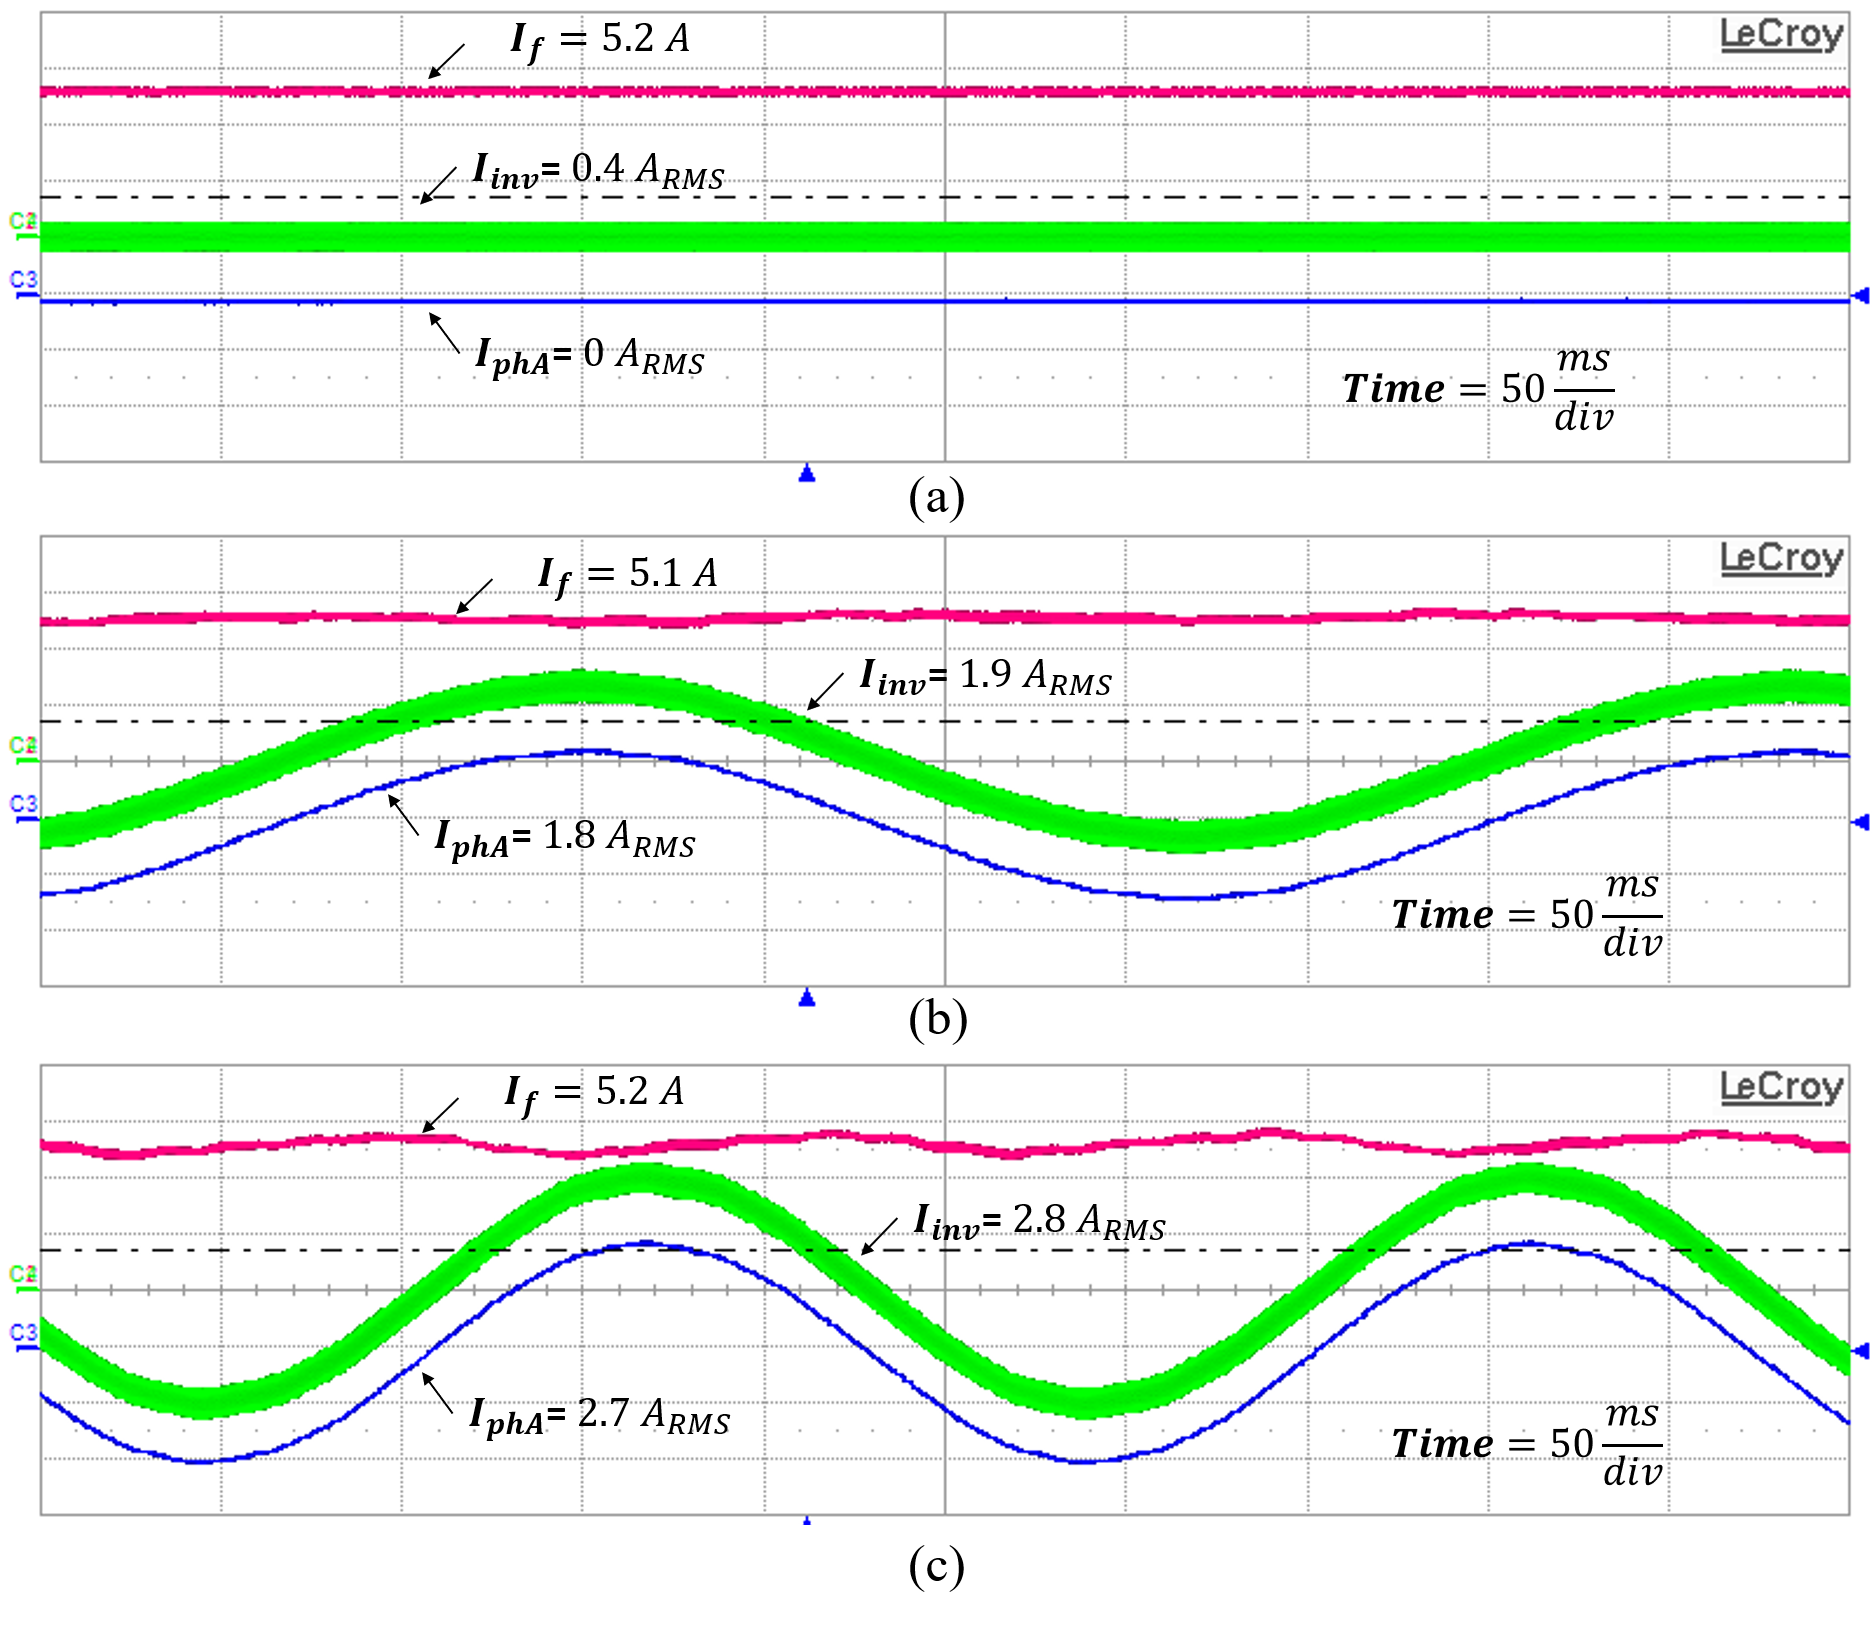 LeCroy
I_f = 5.2 A
I_inv= 0.4 A_RMS
C2
C3
I_phA= 0 A_RMS
Time = 50 ms/div
(a)
LeCroy
I_f = 5.1 A
I_inv= 1.9 A_RMS
C2
C3
I_phA= 1.8 A_RMS
Time = 50 ms/div
(b)
LeCroy
I_f = 5.2 A
I_inv= 2.8 A_RMS
C2
C3
I_phA= 2.7 A_RMS
Time = 50 ms/div
(c)